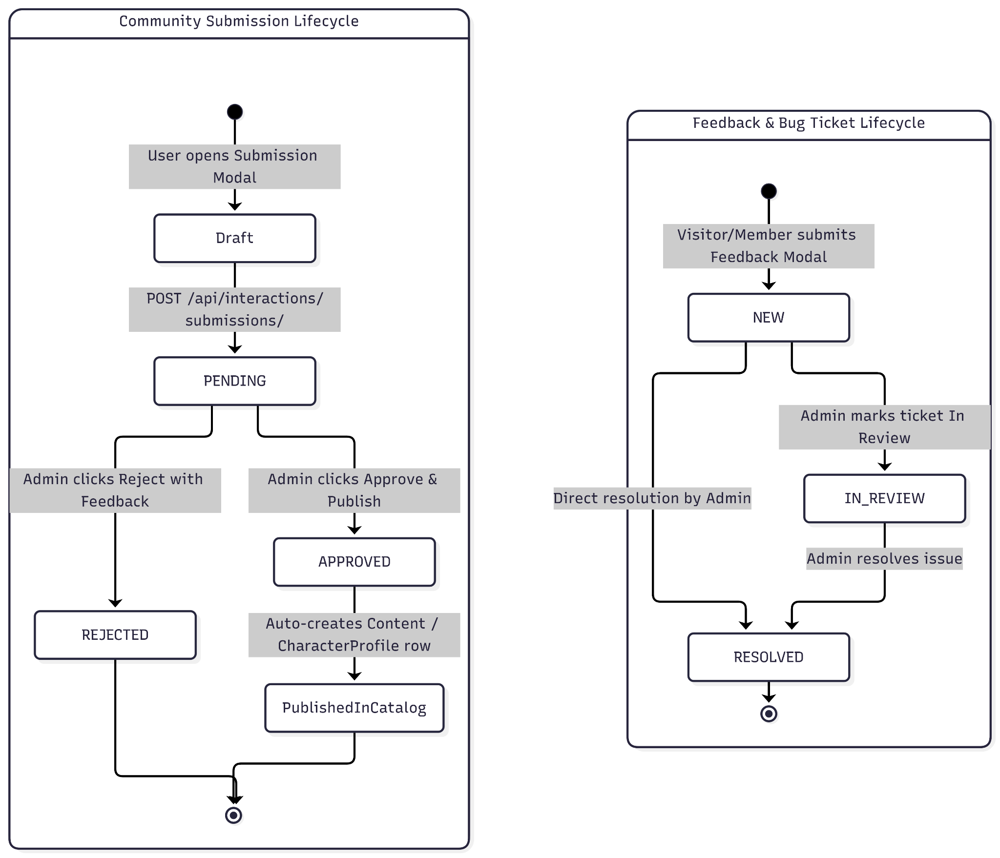 Community Submission Lifecycle
User opens Submission
Modal
Draft
POST /api/interactions/
submissions/
PENDING
Admin clicks Reject with
Feedback
Admin clicks Approve &
Publish
APPROVED
REJECTED
Auto-creates Content /
CharacterProfile row
PublishedInCatalog
Feedback & Bug Ticket Lifecycle
Visitor/Member submits
Feedback Modal
NEW
Admin marks ticket In
Review
Direct resolution by Admin
IN_REVIEW
Admin resolves issue
RESOLVED